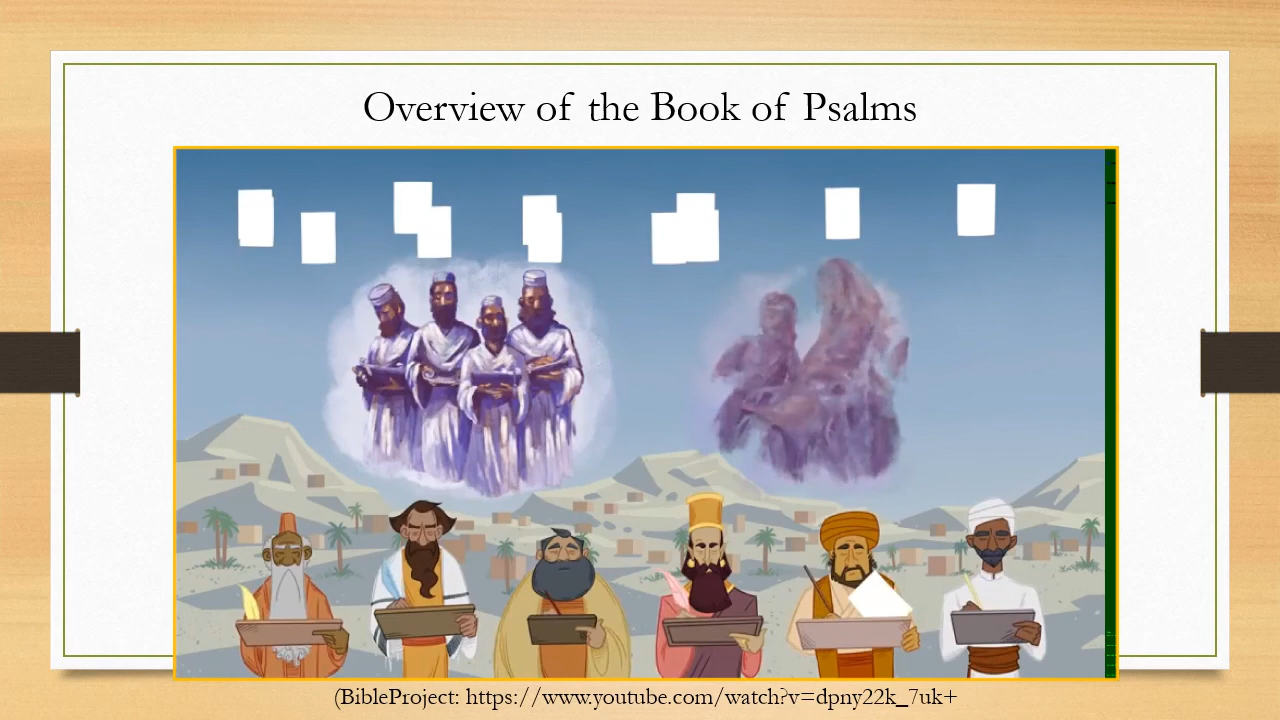 Overview of the Book of Psalms
(BibleProject: https://www.youtube.com/watch?v=dpny22k_7uk+